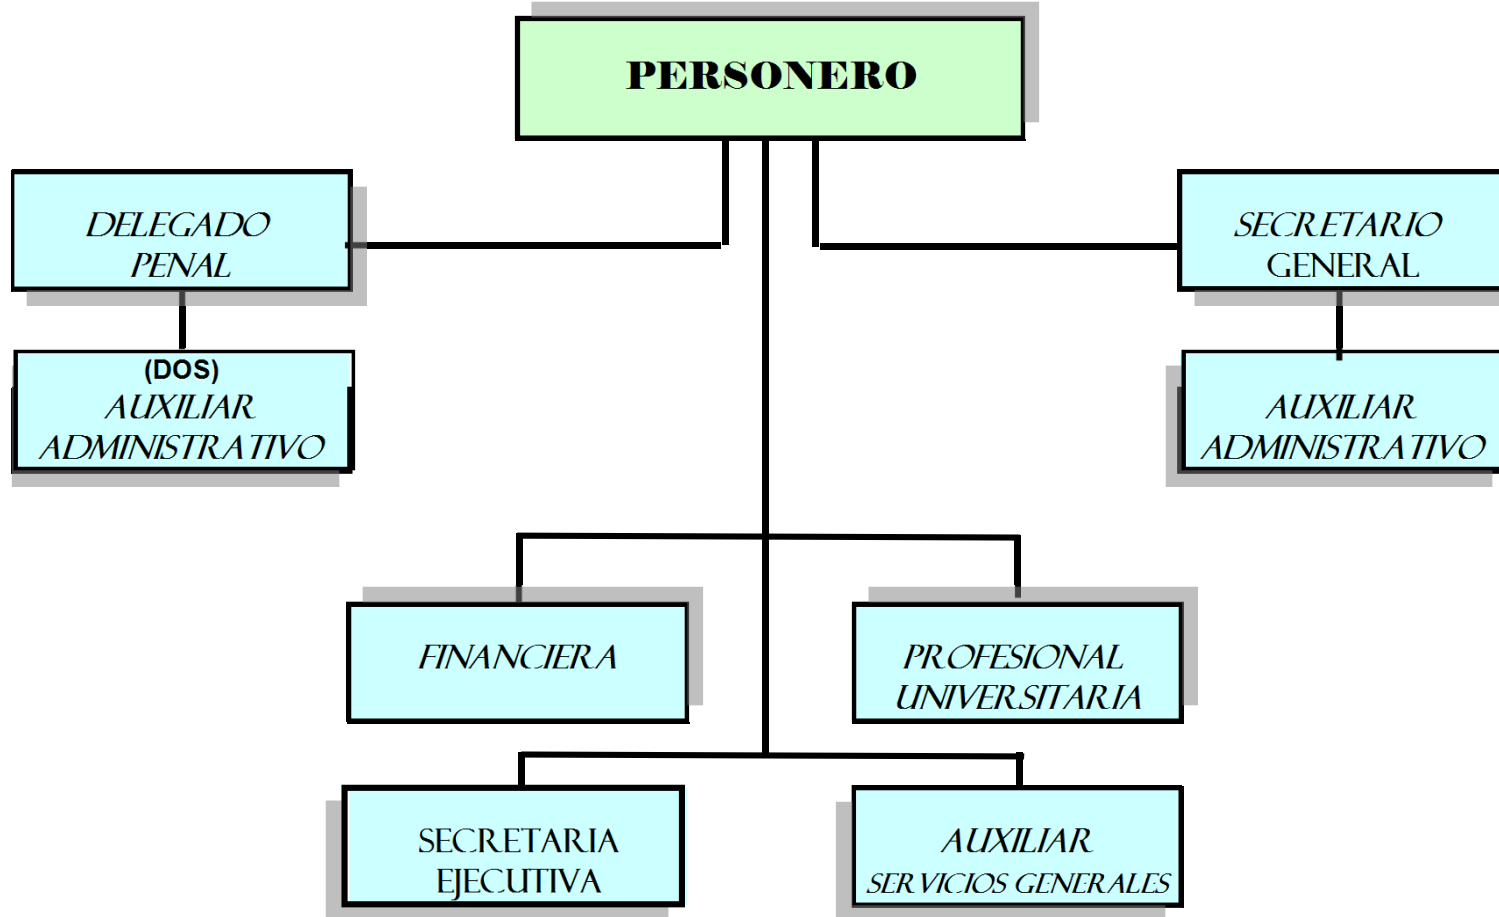 PERSONERO
DELEGADO
PENAL
SECRETARIO
GENERAL
(DOS)
AUXILIAR
ADMINISTRATIVO
AUXILIAR
ADMINISTRATIVO
FINANCIERA
PROFESIONAL
UNIVERSITARIA
SECRETARIA
EJECUTIVA
AUXILIAR
SERVICIOS GENERALES